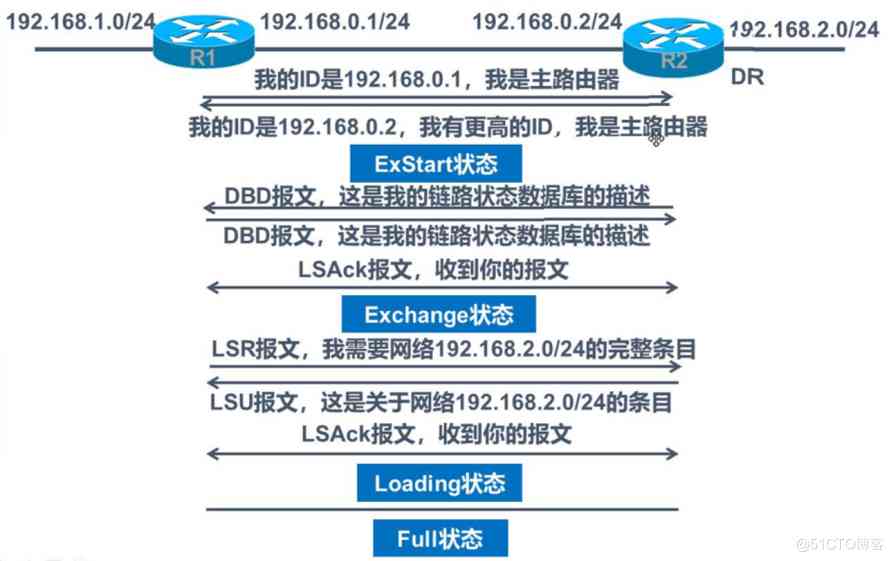 192.168.1.0/24 192.168.0.1/24 192.168.0.2/24 192.168.2.0/24
R1 R2
DR
我的ID是192.168.0.1，我是主路由器
我的ID是192.168.0.2，我有更高的ID，我是主路由器
ExStart状态
DBD报文，这是我的链路状态数据库的描述
DBD报文，这是我的链路状态数据库的描述
LSAck报文，收到你的报文
Exchange状态
LSR报文，我需要网络192.168.2.0/24的完整条目
LSU报文，这是关于网络192.168.2.0/24的条目
LSAck报文，收到你的报文
Loading状态
Full状态
@51CTO博客